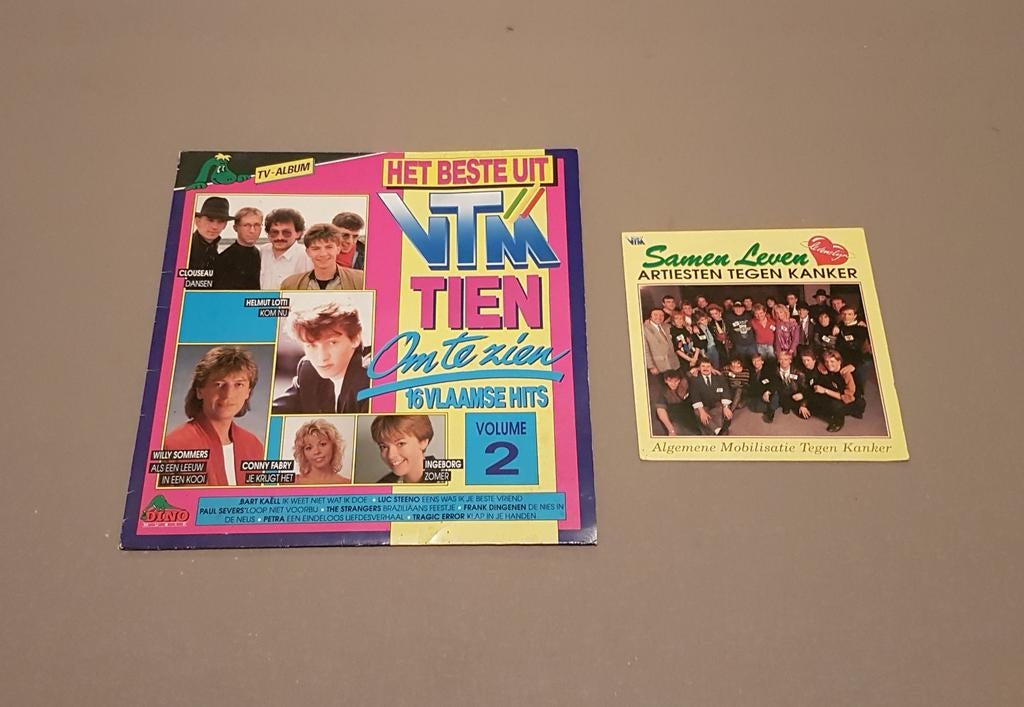 TV-ALBUM
HET BESTE UIT
VTM
TIEN
Om te zien
16 VLAAMSE HITS
VOLUME
2
CLOUSEAU
DANSEN
HELMUT LOTTI
KOM NU
WILLY SOMMERS
ALS EEN LEEUW
IN EEN KOOI
CONNY FABRY
JE KRIJGT HET
INGEBORG
ZOMER
BART KAËLL IK WEET NIET WAT IK DOE • LUC STEENO EENS WAS IK JE BESTE VRIEND
PAUL SEVERS LOOP NIET VOORBIJ • THE STRANGERS BRAZILIAANS FEESTJE • FRANK DINGENEN DE NIES IN
DE NEUS • PETRA EEN EINDELOOS LIEFDESVERHAAL • TRAGIC ERROR KLAP IN JE HANDEN
DINO
MUSIC
VTM
Samen Leven
levenslijn
ARTIESTEN TEGEN KANKER
Algemene Mobilisatie Tegen Kanker